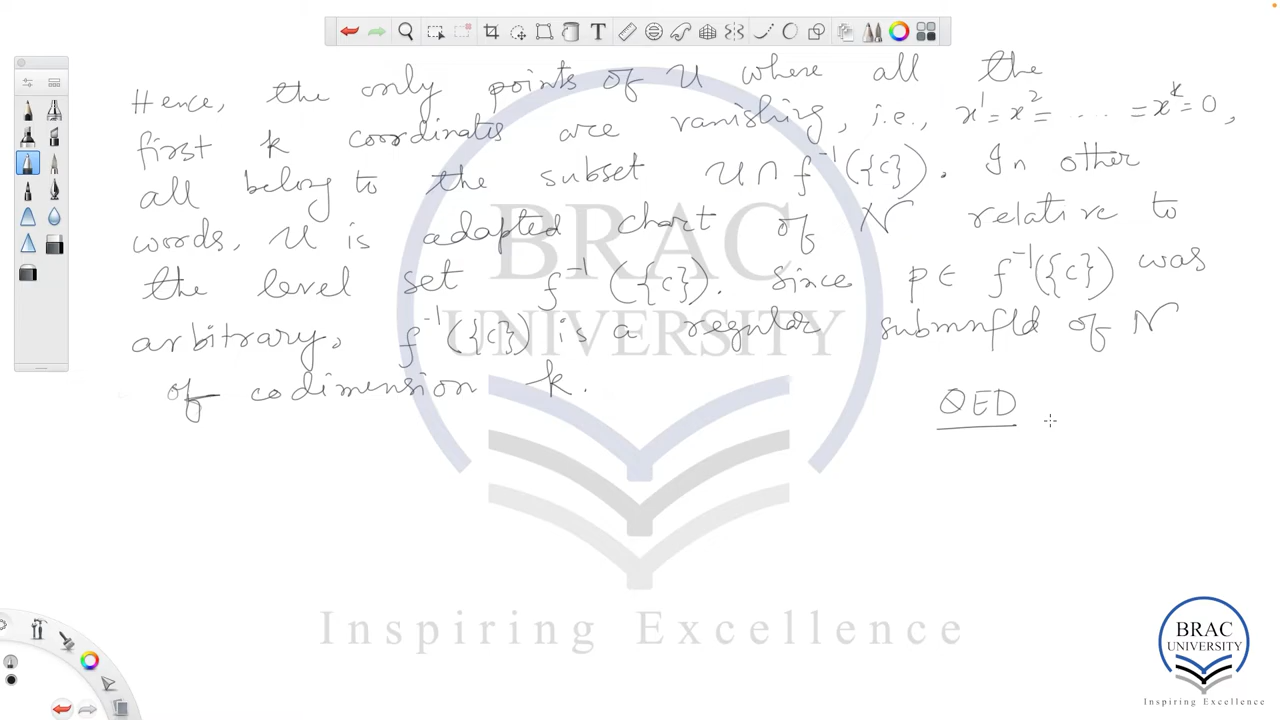 Hence, the only points of U where all the
first k coordinates are vanishing, i.e., x¹=x²= ..... =xᵏ=0,
all belong to the subset U∩f⁻¹({c}). In other
words, U is adapted chart of N relative to
the level set f⁻¹({c}). Since p∈ f⁻¹({c}) was
arbitrary, f⁻¹({c}) is a regular submnfld of N
of codimension k.
QED
BRAC
UNIVERSITY
Inspiring Excellence
BRAC
UNIVERSITY
Inspiring Excellence